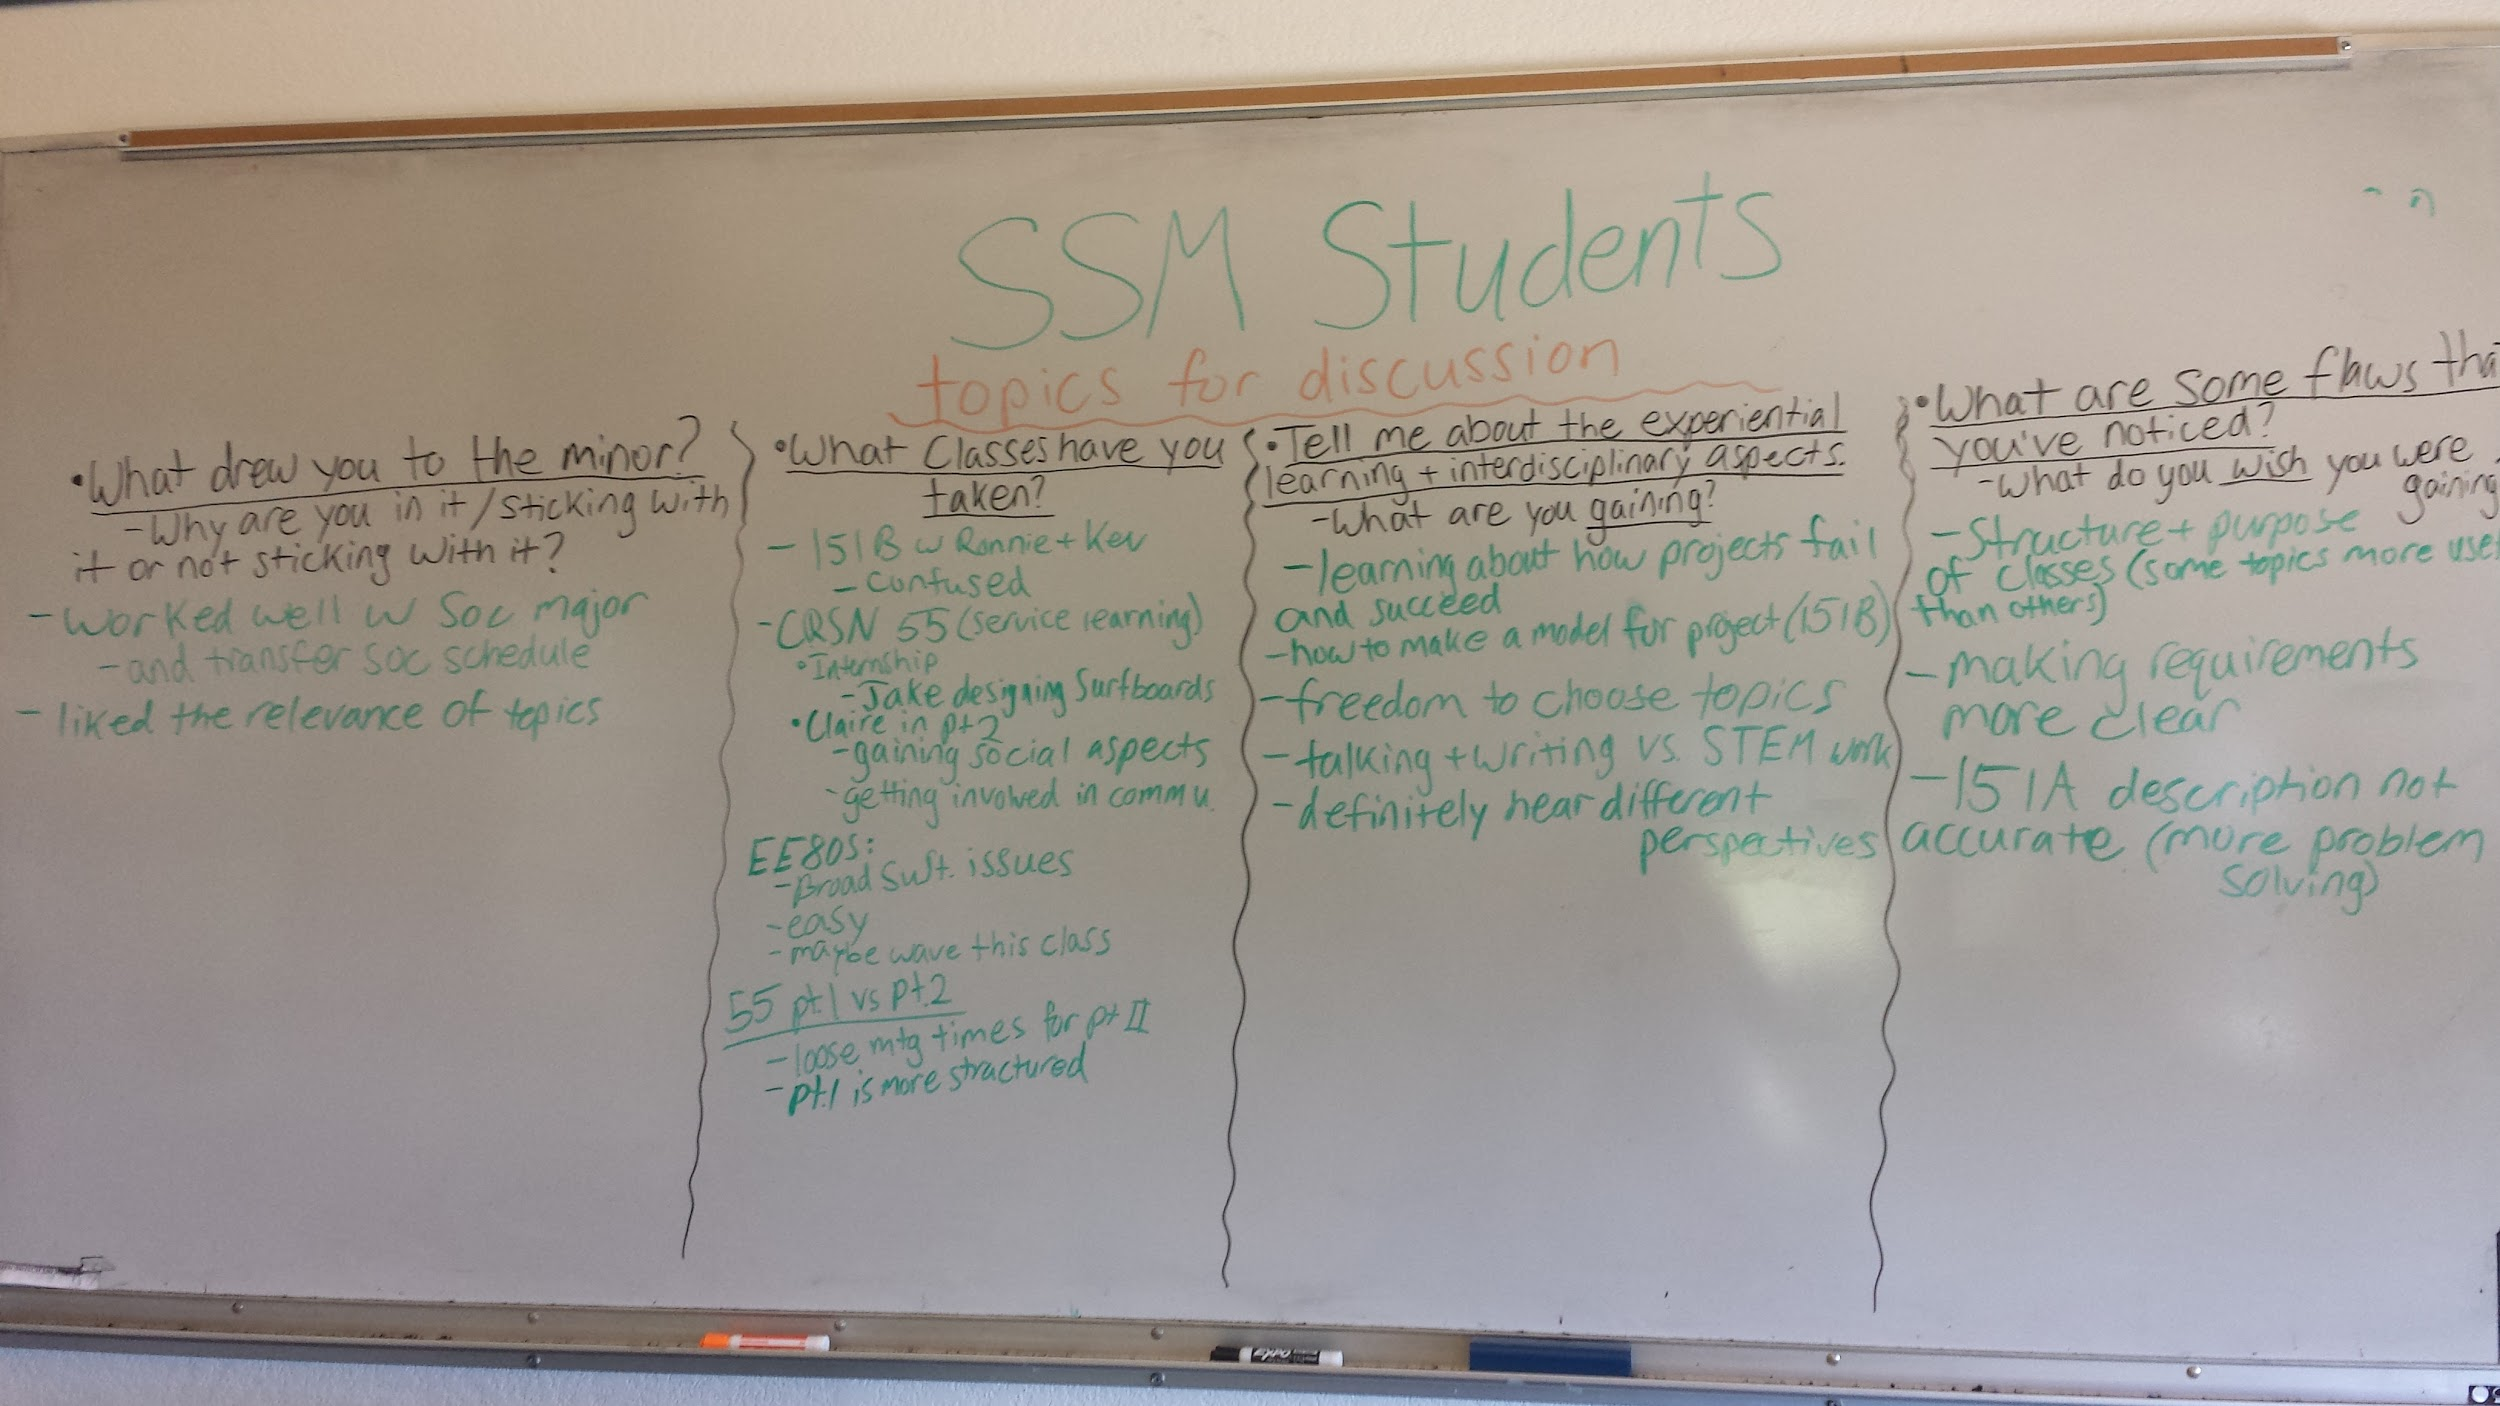 SSM Students
topics for discussion
•What drew you to the minor?
-Why are you in it/sticking with
it or not sticking with it?
-worked well w Soc major
-and transfer soc schedule
-liked the relevance of topics
•What Classes have you
taken?
-151B w Ronnie + Kev
-confused
-CRSN 55 (service learning)
•Internship
-Jake designing Surfboards
•Claire in pt 2
-gaining social aspects
-getting involved in commu.
EE80S:
-Broad Sust. issues
-easy
-maybe wave this class
55 pt.1 vs pt.2
-loose mtg times for pt II
-pt.1 is more structured
•Tell me about the experiential
learning + interdisciplinary aspects.
-What are you gaining?
-learning about how projects fail
and succeed
-how to make a model for project (151B)
-freedom to choose topics
-talking + writing vs. STEM work
-definitely hear different
perspectives
•What are some flaws tha
you've noticed?
-What do you wish you were
gaining
-Structure + purpose
of classes (some topics more use
than others)
-making requirements
more clear
-151A description not
accurate (more problem
solving)
EXPO